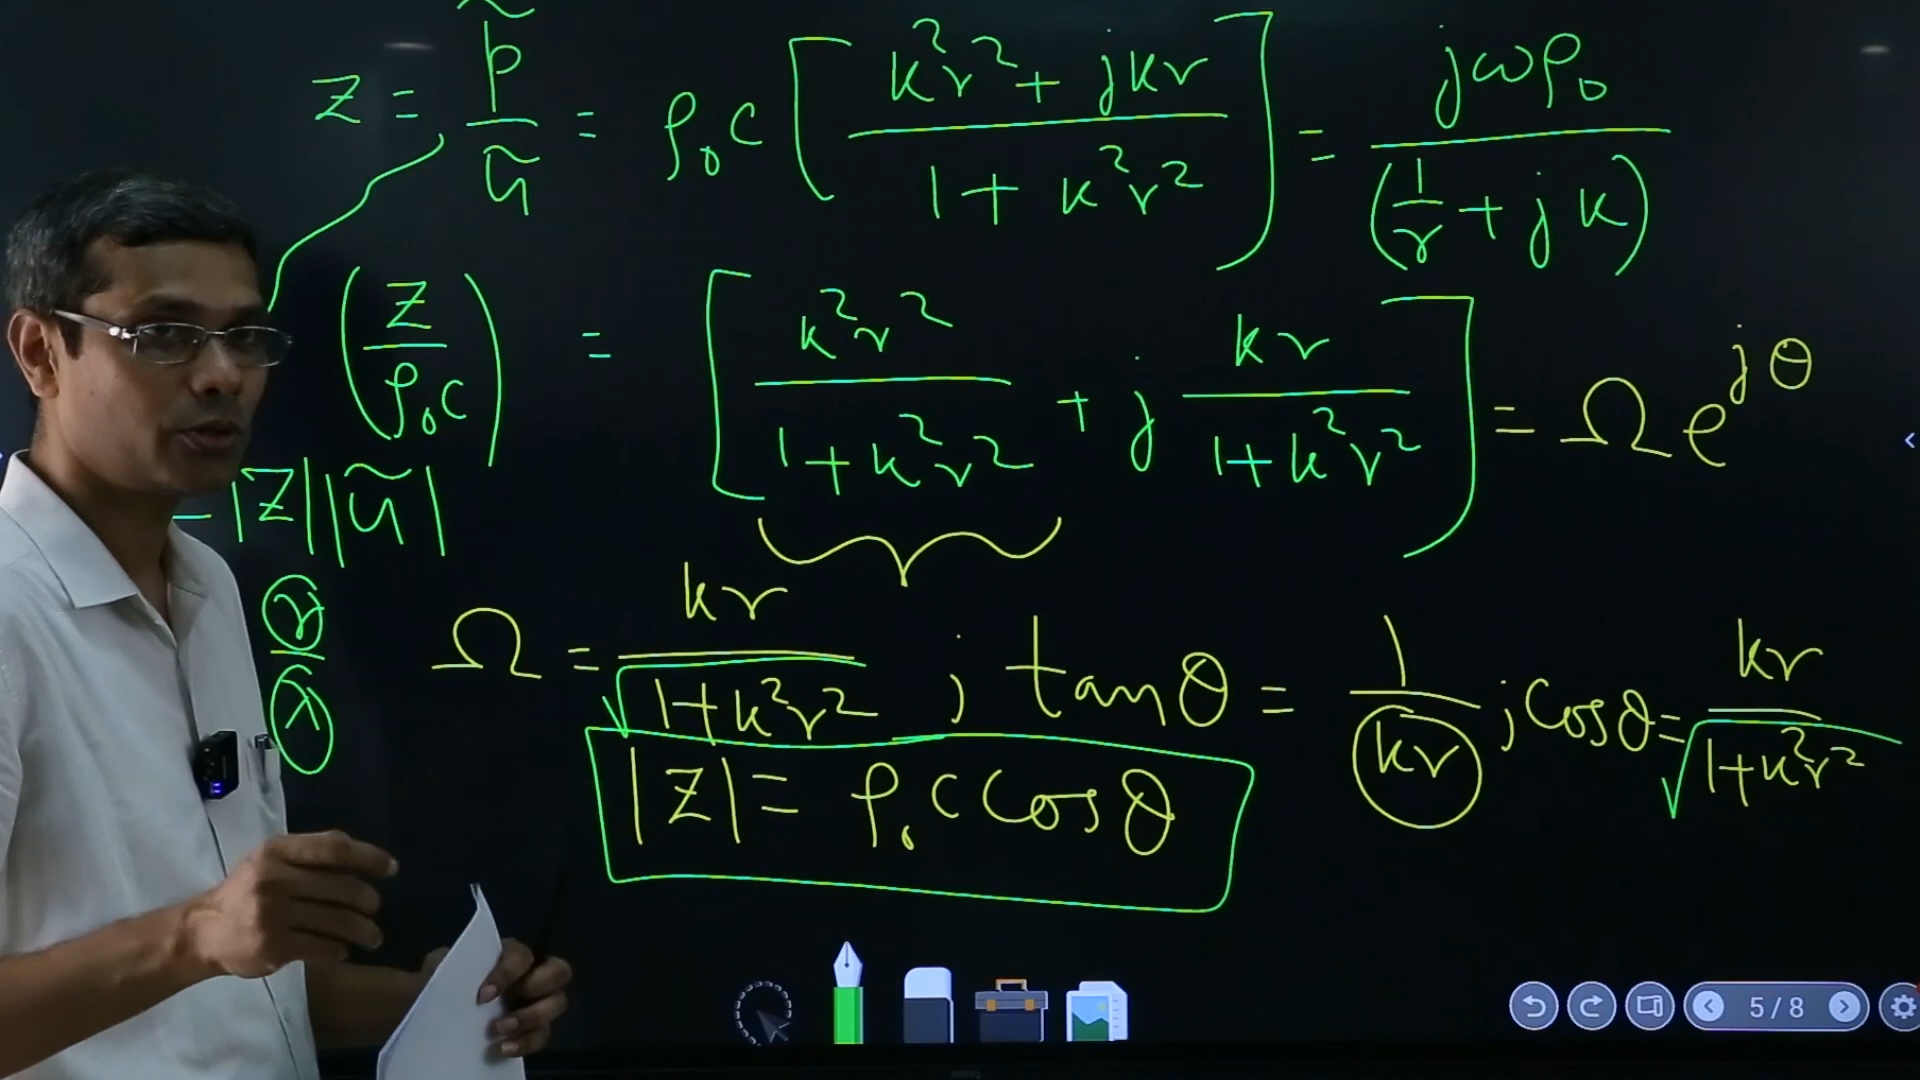 z = p̃/ũ = ρ₀c [ (k²r² + jkr) / (1 + k²r²) ] = jωρ₀ / (1/r + jk)
(z/ρ₀c) = [ k²r² / (1 + k²r²) + j kr / (1 + k²r²) ] = Ω e^{jθ}
= |z||ũ|
r/λ
Ω = kr / √(1+k²r²) ; tanθ = 1/kr ; cosθ = kr / √(1+k²r²)
|z| = ρ₀c cosθ
5 / 8